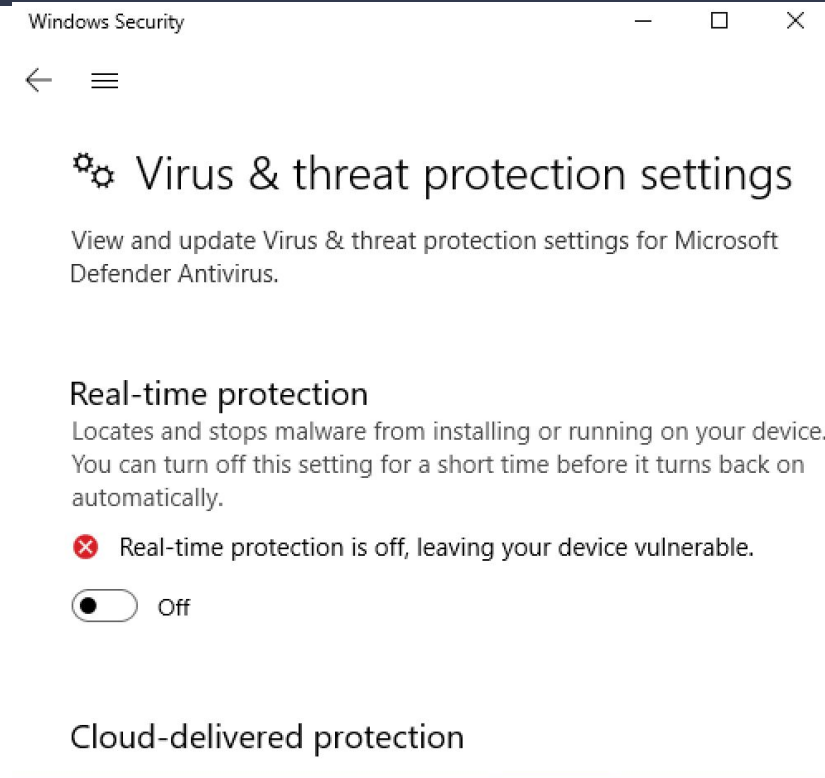 Windows Security
Virus & threat protection settings
View and update Virus & threat protection settings for Microsoft
Defender Antivirus.
Real-time protection
Locates and stops malware from installing or running on your device.
You can turn off this setting for a short time before it turns back on
automatically.
Real-time protection is off, leaving your device vulnerable.
Off
Cloud-delivered protection